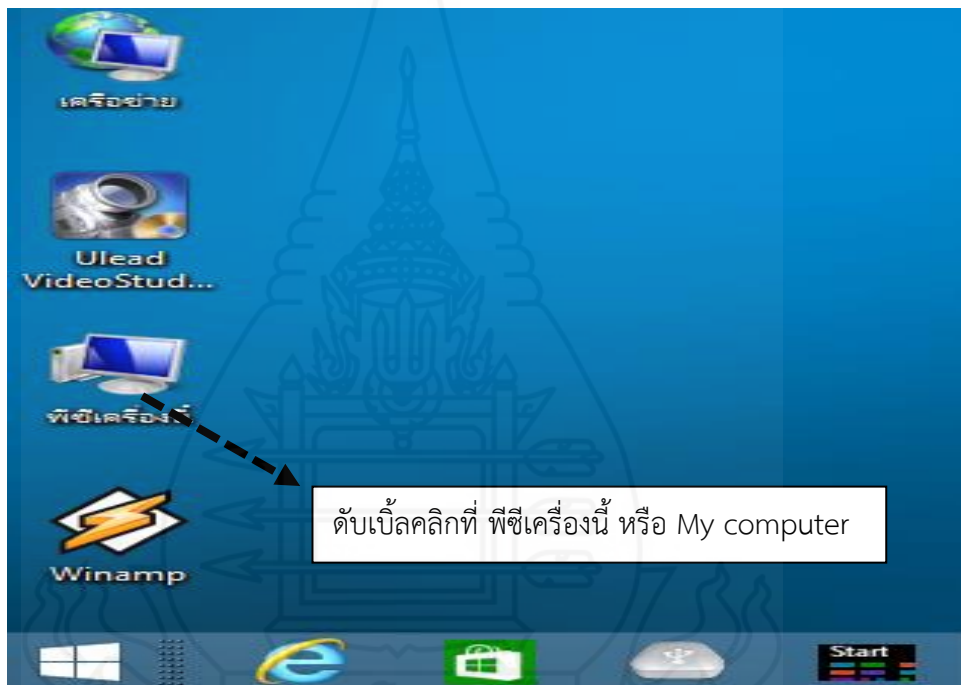 เครือข่าย
Ulead
VideoStud...
พีซีเครื่องนี้
ดับเบิ้ลคลิกที่ พีซีเครื่องนี้ หรือ My computer
Winamp
Start